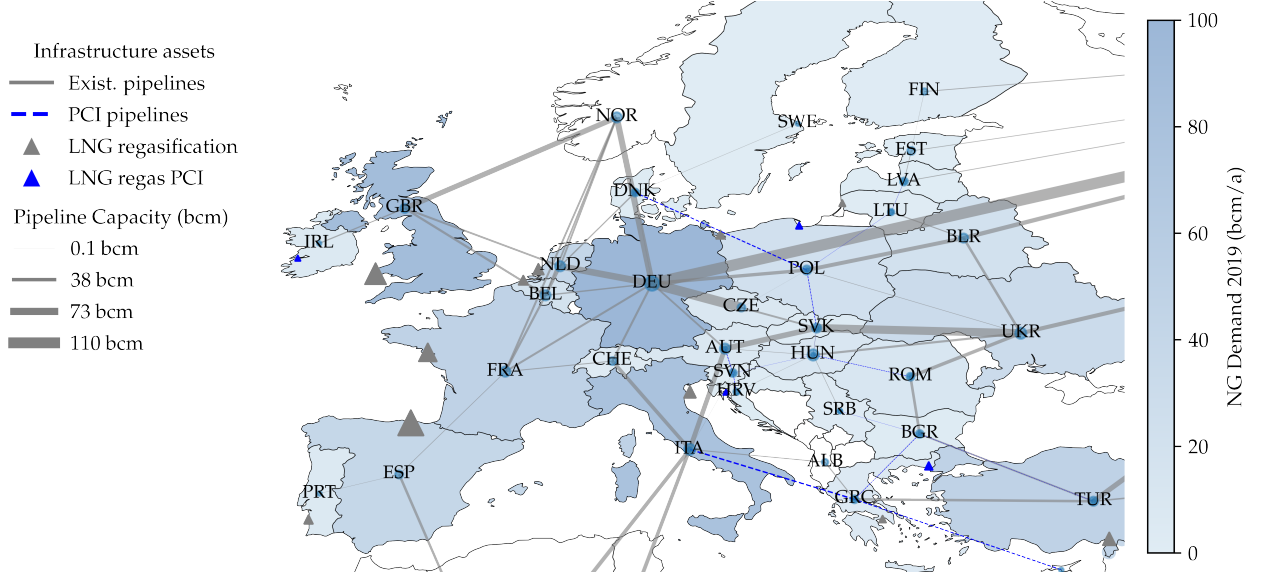 Infrastructure assets
Exist. pipelines
PCI pipelines
LNG regasification
LNG regas PCI
Pipeline Capacity (bcm)
0.1 bcm
38 bcm
73 bcm
110 bcm
FIN
NOR
SWE
EST
LVA
DNK
GBR
LTU
IRL
BLR
NLD
POL
DEU
BEL
CZE
SVK
UKR
AUT
HUN
CHE
FRA
SVN
ROM
HRV
SRB
BGR
ITA
ALB
ESP
PRT
GRC
TUR
100
80
60
40
20
0
NG Demand 2019 (bcm/a)